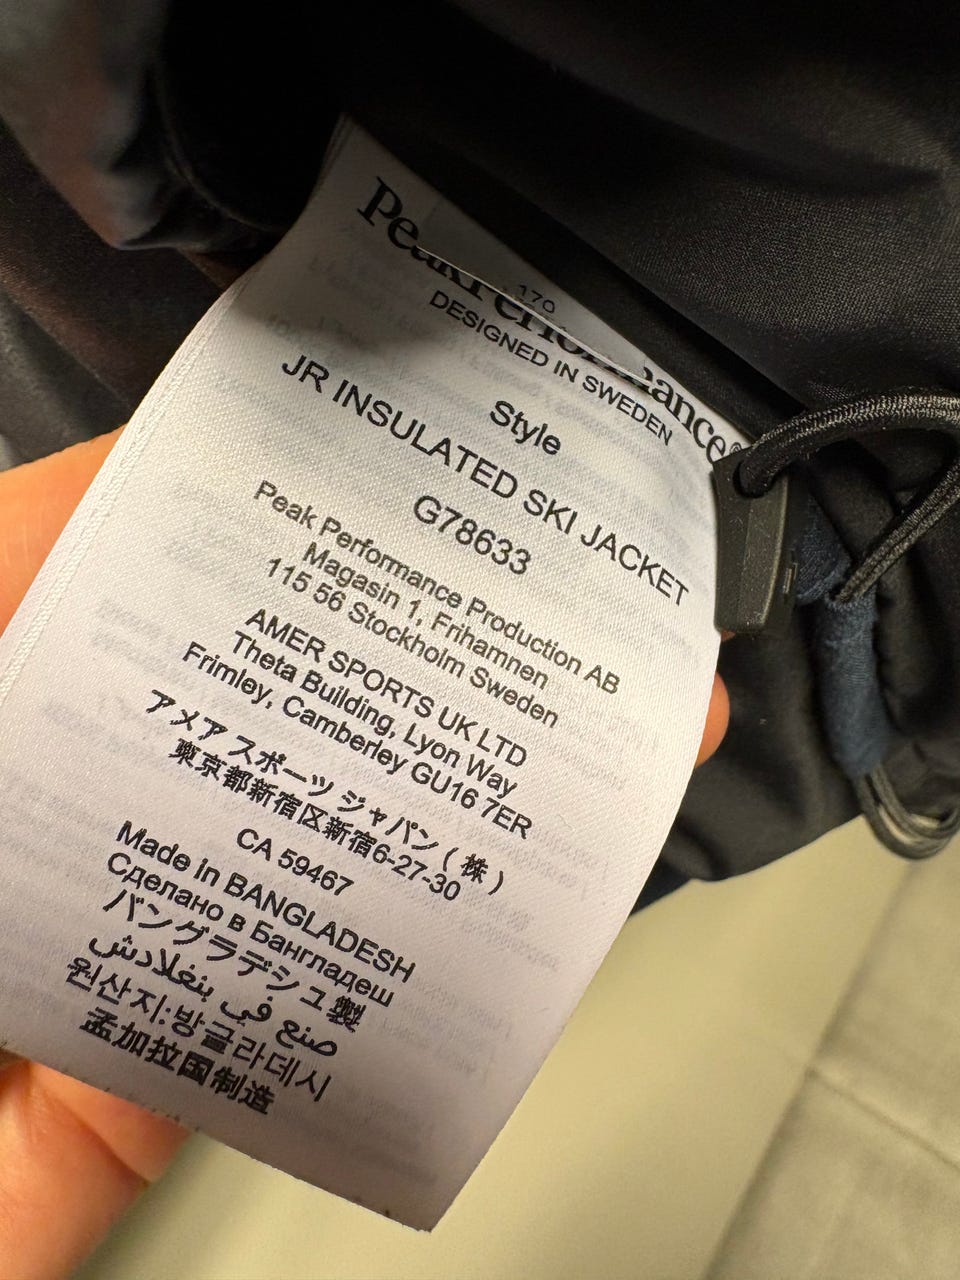 PeakPerformance®
170
DESIGNED IN SWEDEN
Style
JR INSULATED SKI JACKET
G78633
Peak Performance Production AB
Magasin 1, Frihamnen
115 56 Stockholm Sweden
AMER SPORTS UK LTD
Theta Building, Lyon Way
Frimley, Camberley GU16 7ER
アメア スポーツ ジャパン（株）
東京都新宿区新宿6-27-30
CA 59467
Made in BANGLADESH
Сделано в Бангладеш
バングラデシュ製
صنع في بنغلادش
원산지:방글라데시
孟加拉国制造